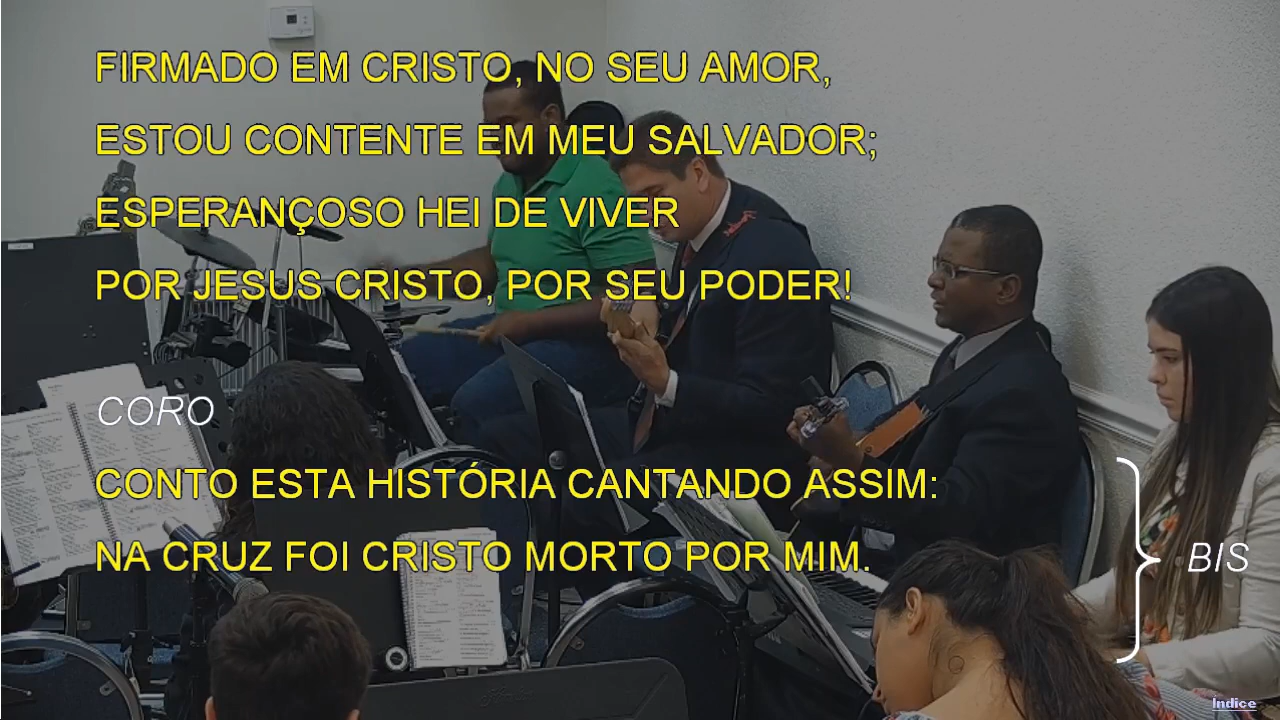 FIRMADO EM CRISTO, NO SEU AMOR,
ESTOU CONTENTE EM MEU SALVADOR;
ESPERANÇOSO HEI DE VIVER
POR JESUS CRISTO, POR SEU PODER!
CORO
CONTO ESTA HISTÓRIA CANTANDO ASSIM:
NA CRUZ FOI CRISTO MORTO POR MIM.
BIS
Indice